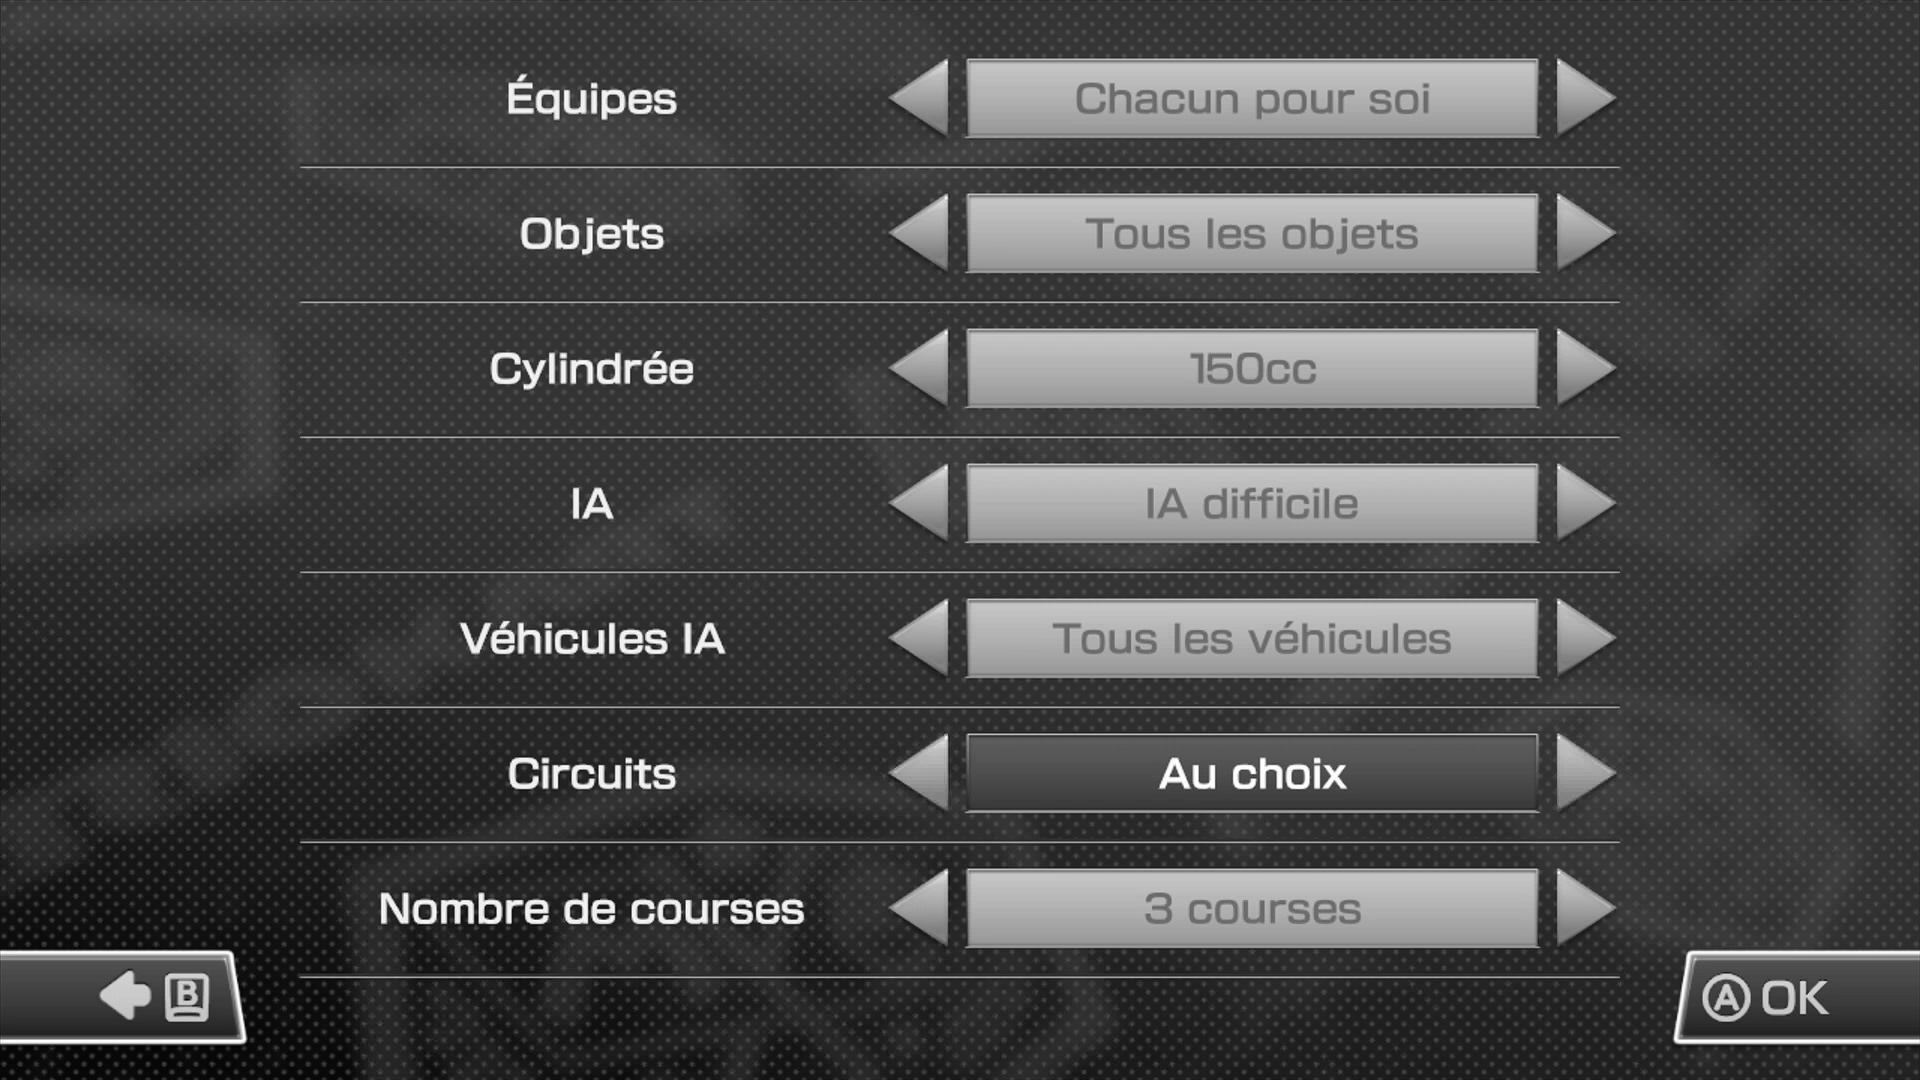 Équipes
Chacun pour soi
Objets
Tous les objets
Cylindrée
150cc
IA
IA difficile
Véhicules IA
Tous les véhicules
Circuits
Au choix
Nombre de courses
3 courses
B
A OK